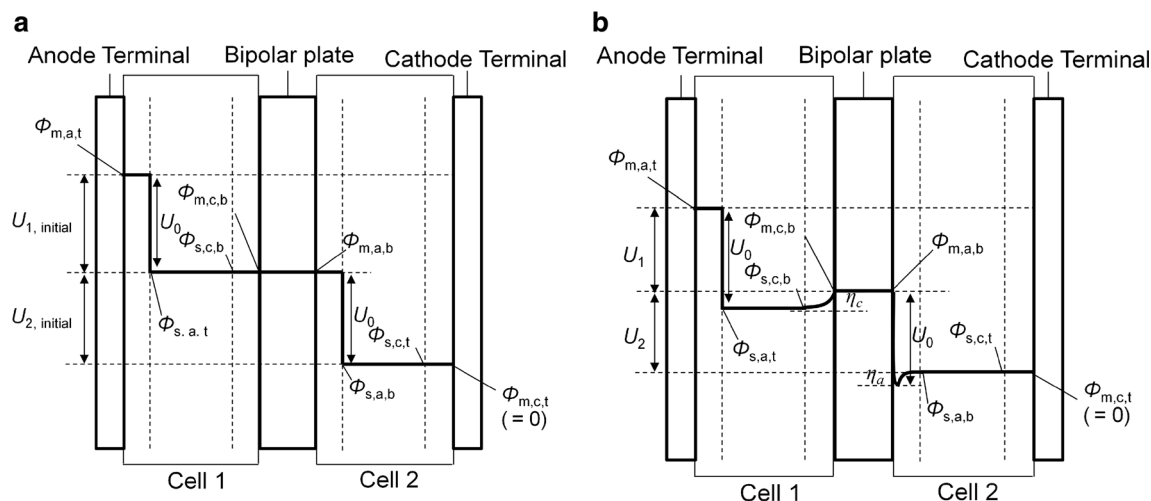 a
Anode Terminal
Bipolar plate
Cathode Terminal
Φm,a,t
Φm,c,b
U1, initial
U0
Φs,c,b
Φm,a,b
Φs. a. t
U2, initial
U0
Φs,c,t
Φs,a,b
Φm,c,t
(= 0)
Cell 1
Cell 2
b
Anode Terminal
Bipolar plate
Cathode Terminal
Φm,a,t
Φm,c,b
Φm,a,b
U1
U0
Φs,c,b
ηc
U2
Φs,a,t
U0
Φs,c,t
ηa
Φs,a,b
Φm,c,t
(= 0)
Cell 1
Cell 2